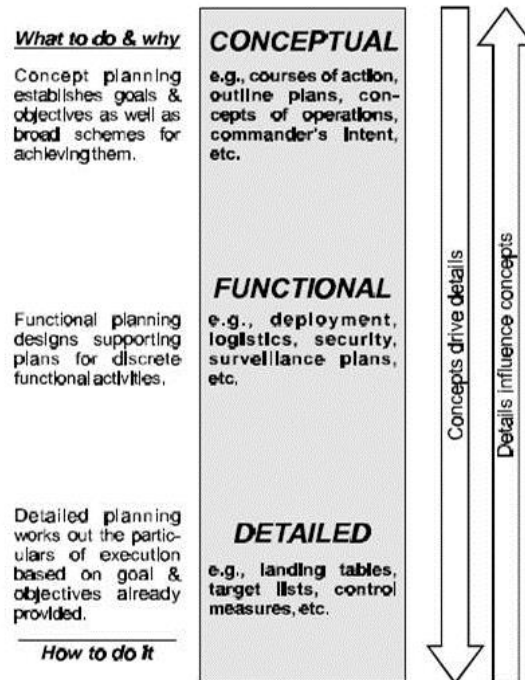 What to do & why
Concept planning
establishes goals &
objectives as well as
broad schemes for
achieving them.
CONCEPTUAL
e.g., courses of action,
outline plans, con-
cepts of operations,
commander's intent,
etc.
Functional planning
designs supporting
plans for discrete
functional activities.
FUNCTIONAL
e.g., deployment,
logistics, security,
surveillance plans,
etc.
Detailed planning
works out the partic-
ulars of execution
based on goal &
objectives already
provided.
How to do it
DETAILED
e.g., landing tables,
target lists, control
measures, etc.
Concepts drive details
Details influence concepts